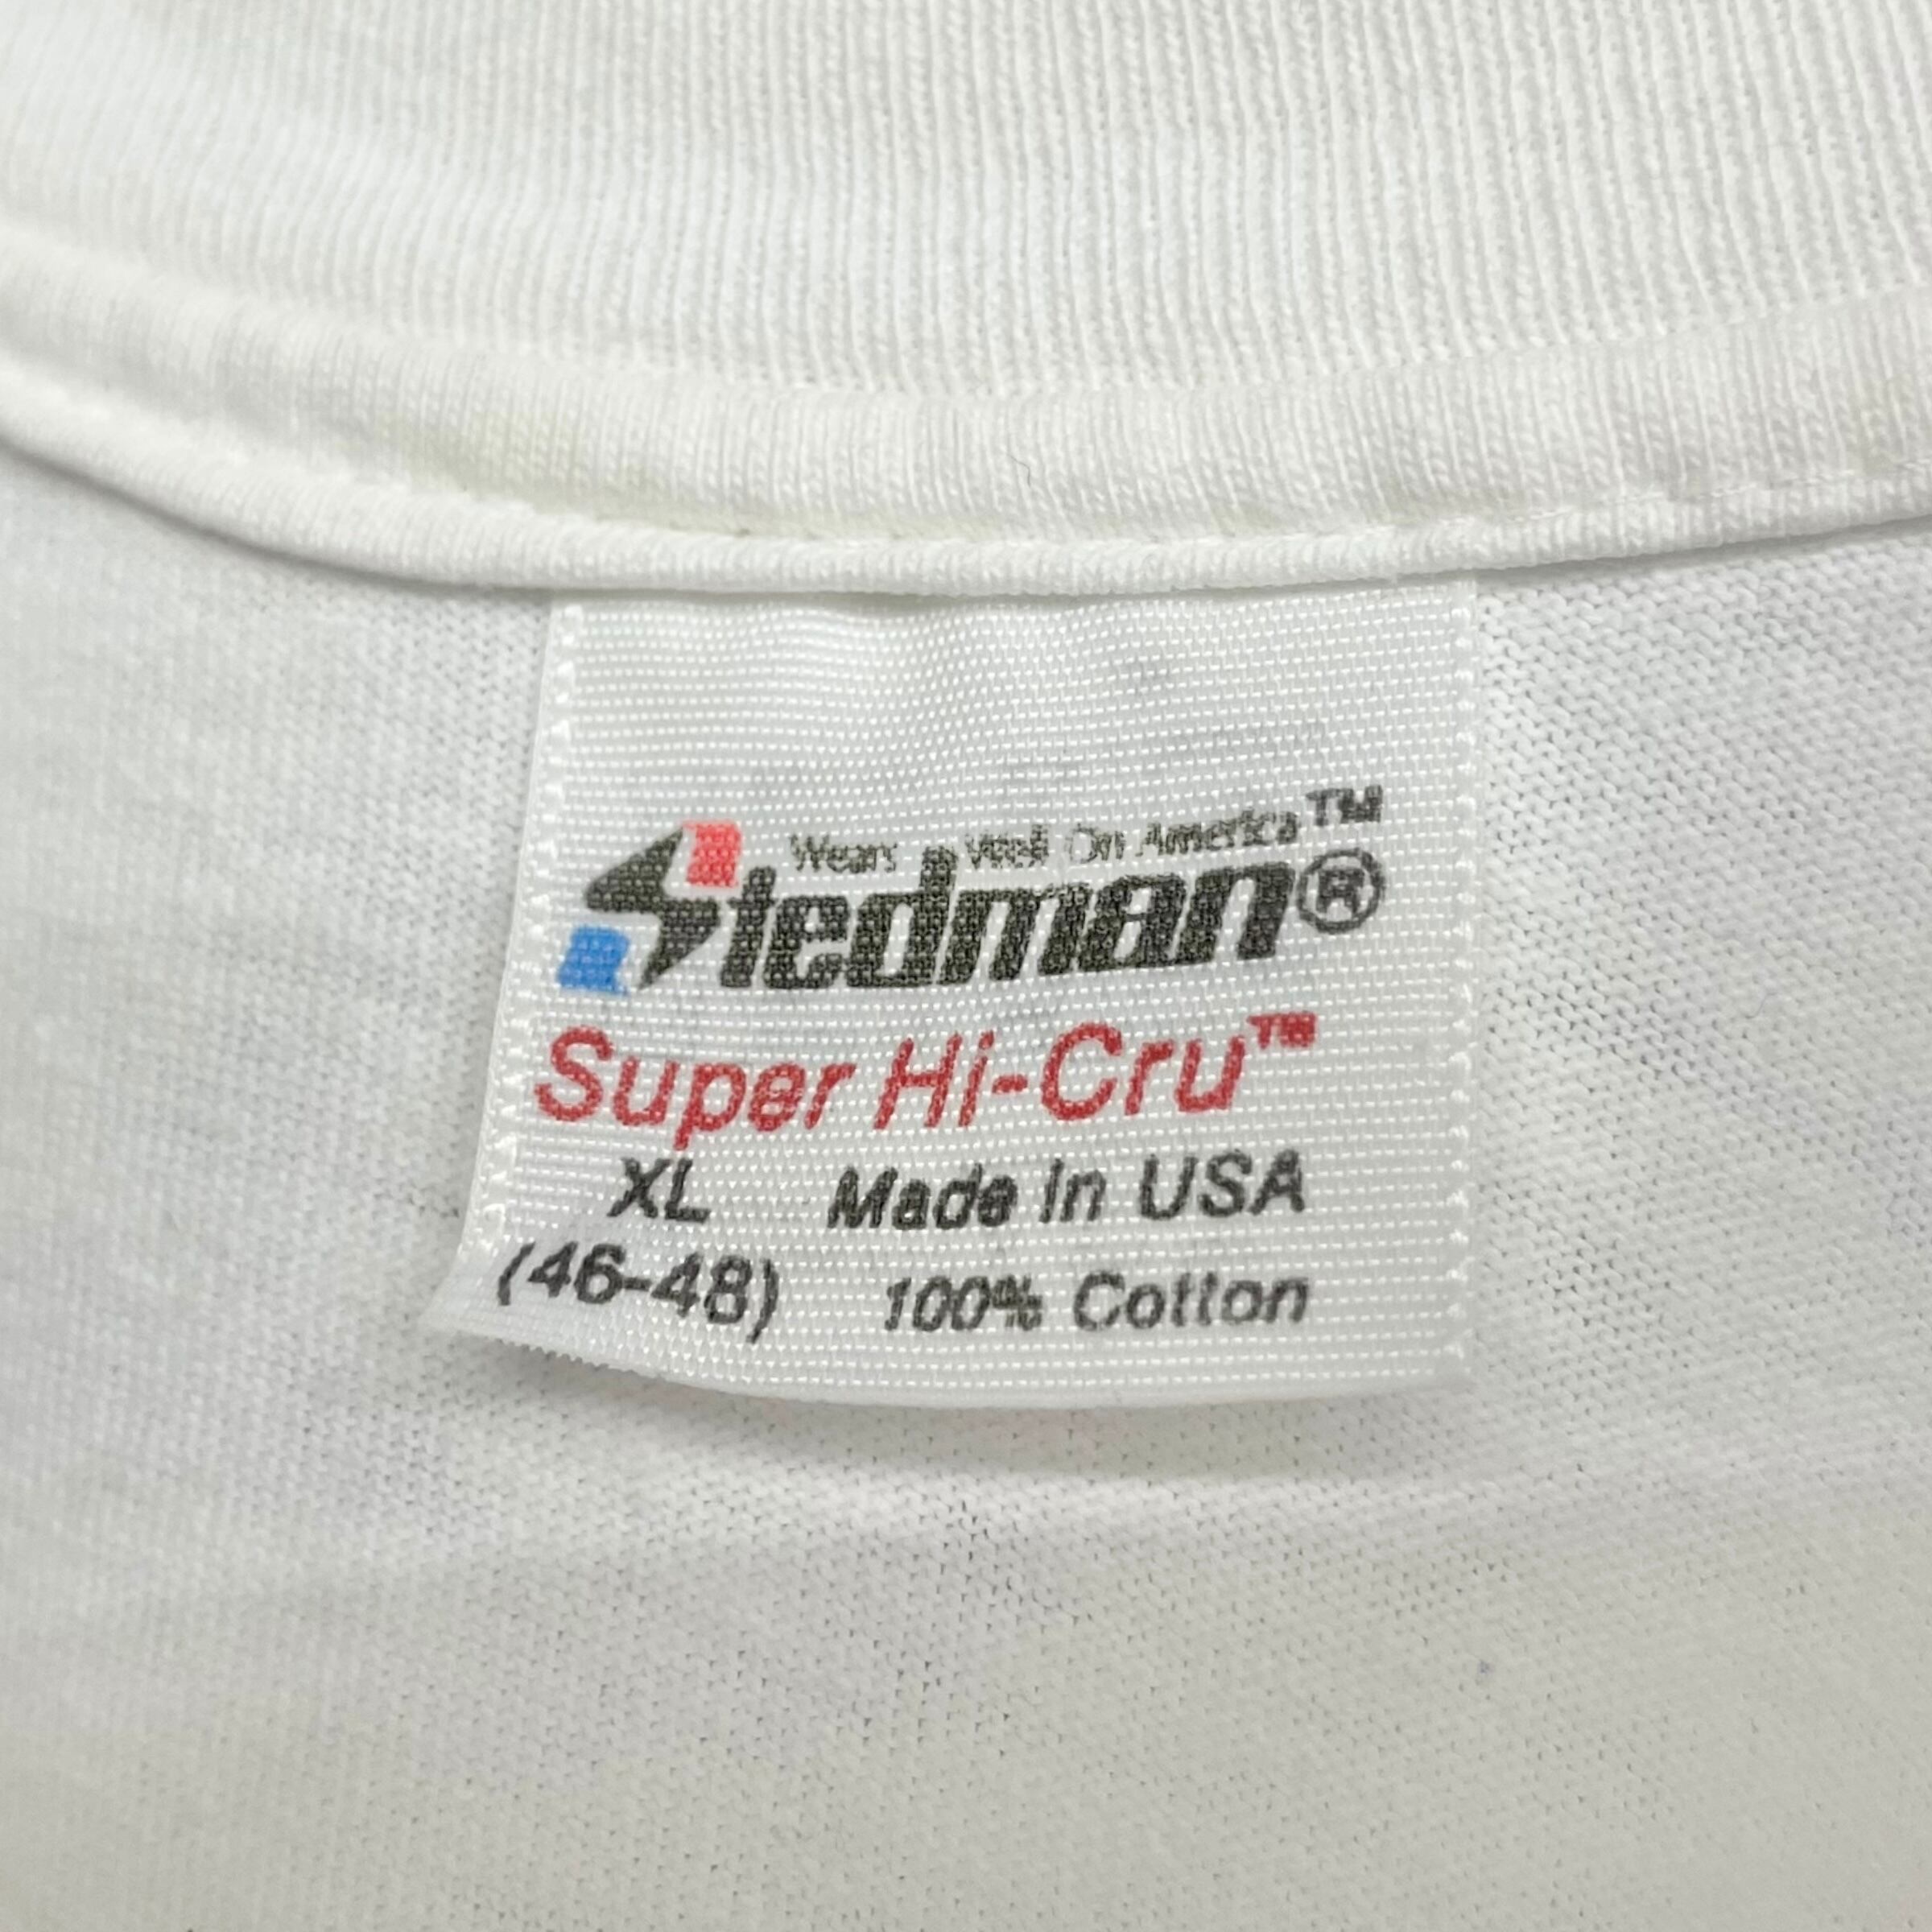 Wears Well On America™
Stedman®
Super Hi-Cru™
XL Made In USA
(46-48) 100% Cotton